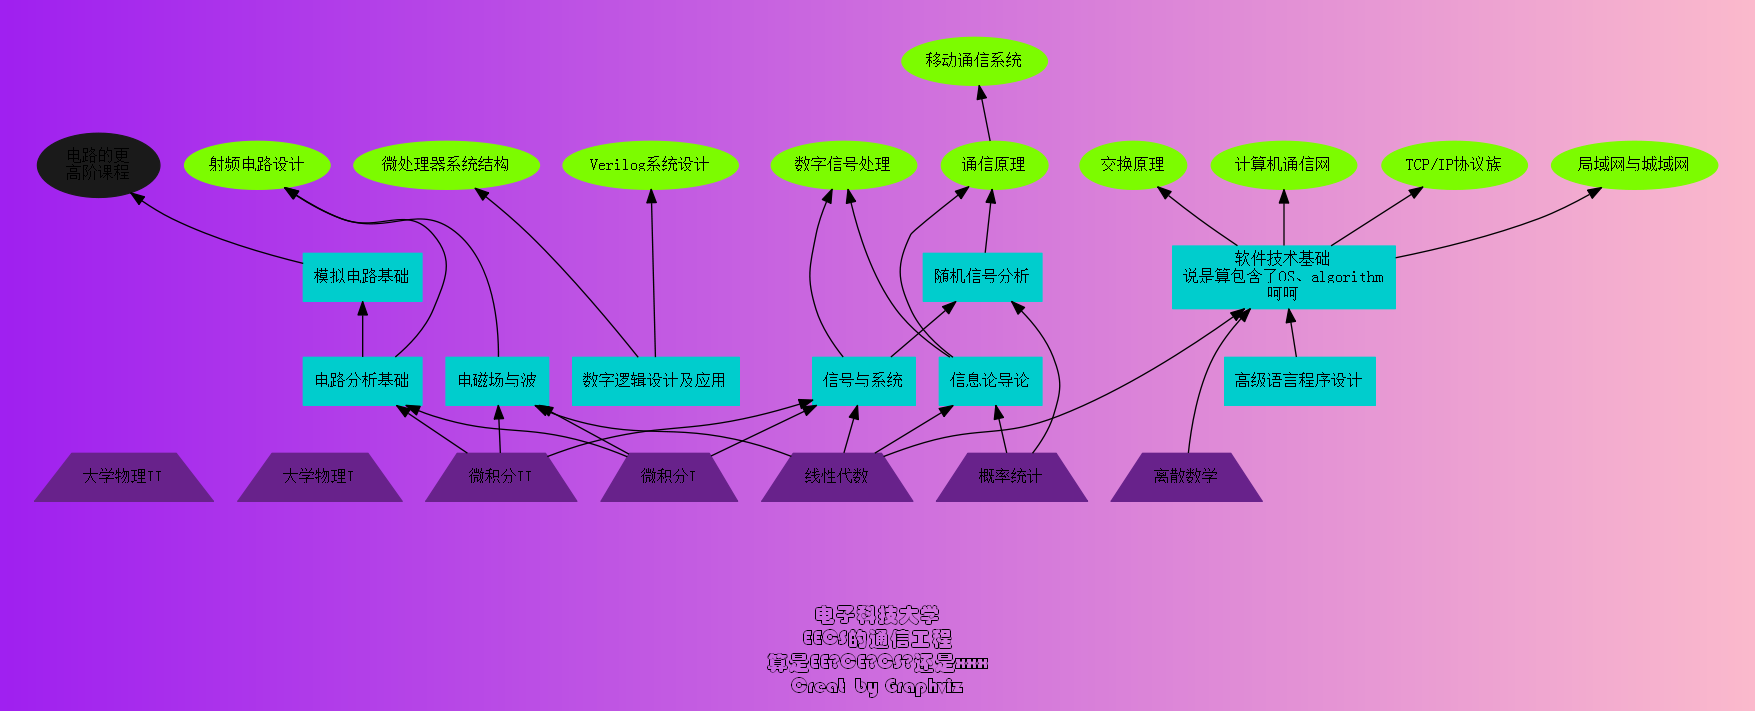 移动通信系统
电路的更
高阶课程
射频电路设计
微处理器系统结构
Verilog系统设计
数字信号处理
通信原理
交换原理
计算机通信网
TCP/IP协议族
局域网与城域网
模拟电路基础
随机信号分析
软件技术基础
说是算包含了OS、algorithm
呵呵
电路分析基础
电磁场与波
数字逻辑设计及应用
信号与系统
信息论导论
高级语言程序设计
大学物理II
大学物理I
微积分II
微积分I
线性代数
概率统计
离散数学
电子科技大学
EECS的通信工程
算是EE?CE?CS?还是
Creat by Graphviz